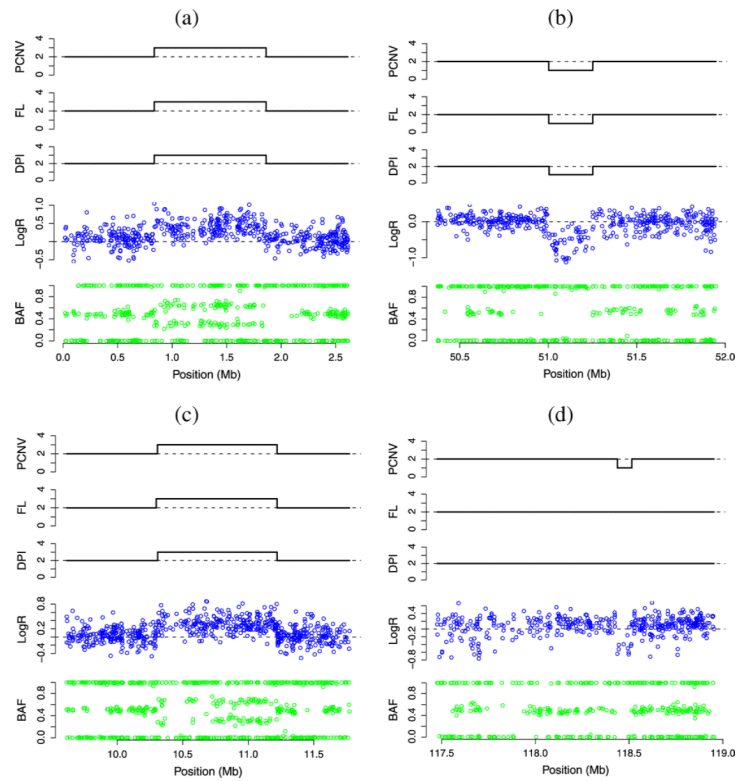 (a)
PCNV
0 2 4
FL
0 2 4
DPI
0 2 4
LogR
-0.5 0.5 1.0
BAF
0.0 0.4 0.8
0.0 0.5 1.0 1.5 2.0 2.5
Position (Mb)
(b)
PCNV
0 2 4
FL
0 2 4
DPI
0 2 4
LogR
-1.0 0.0
BAF
0.0 0.4 0.8
50.5 51.0 51.5 52.0
Position (Mb)
(c)
PCNV
0 2 4
FL
0 2 4
DPI
0 2 4
LogR
-0.4 0.2 0.8
BAF
0.0 0.4 0.8
10.0 10.5 11.0 11.5
Position (Mb)
(d)
PCNV
0 2 4
FL
0 2 4
DPI
0 2 4
LogR
-0.8 -0.2 0.4
BAF
0.0 0.4 0.8
117.5 118.0 118.5 119.0
Position (Mb)